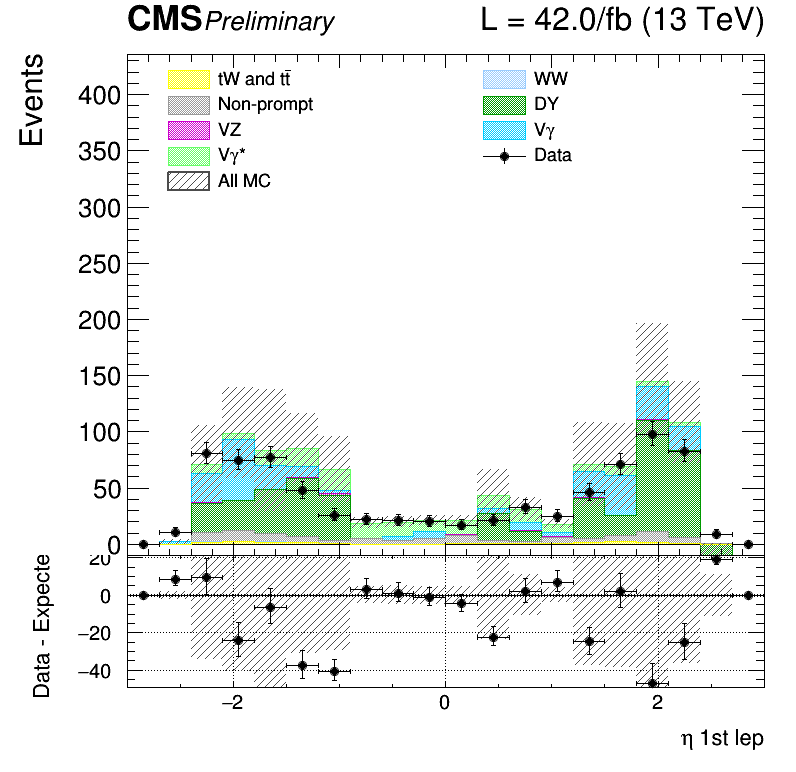 CMS Preliminary L = 42.0/fb (13 TeV)
Events
tW and tt̄ WW
Non-prompt DY
VZ Vγ
Vγ* Data
All MC
400
350
300
250
200
150
100
50
0
Data - Expecte
20
0
−20
−40
−2 0 2
η 1st lep